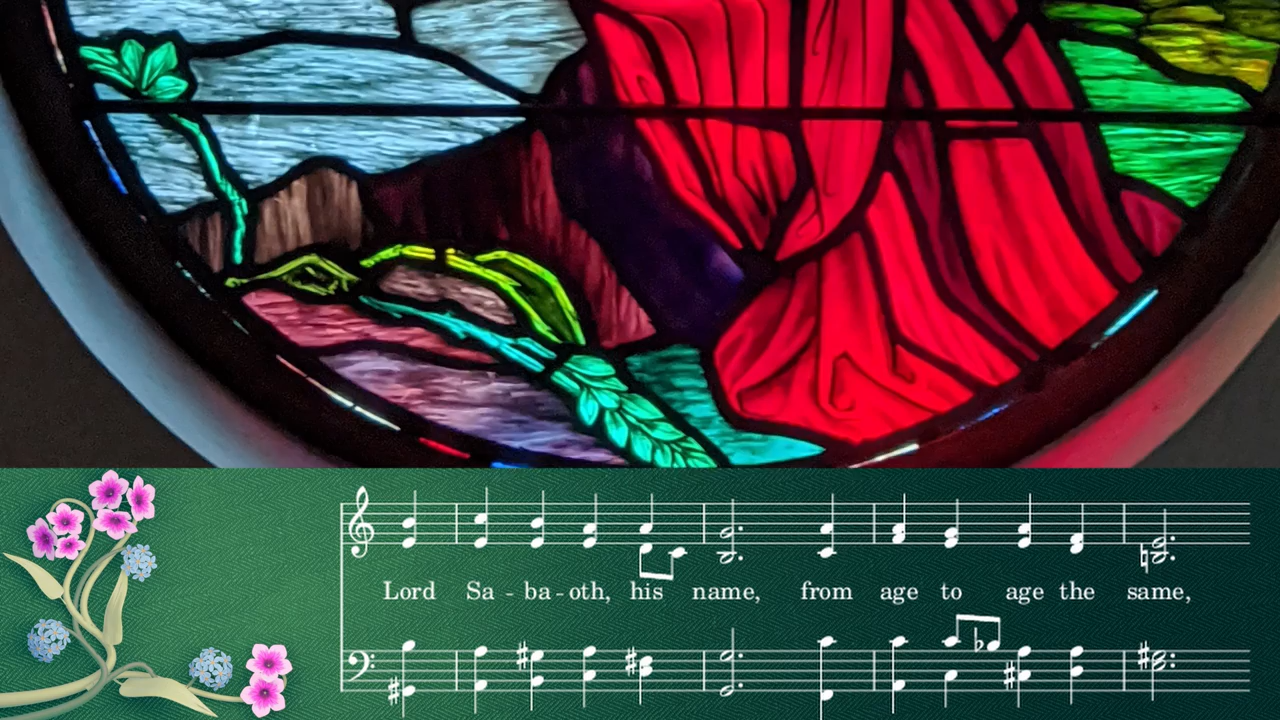 Lord Sa - ba - oth, his name, from age to age the same,